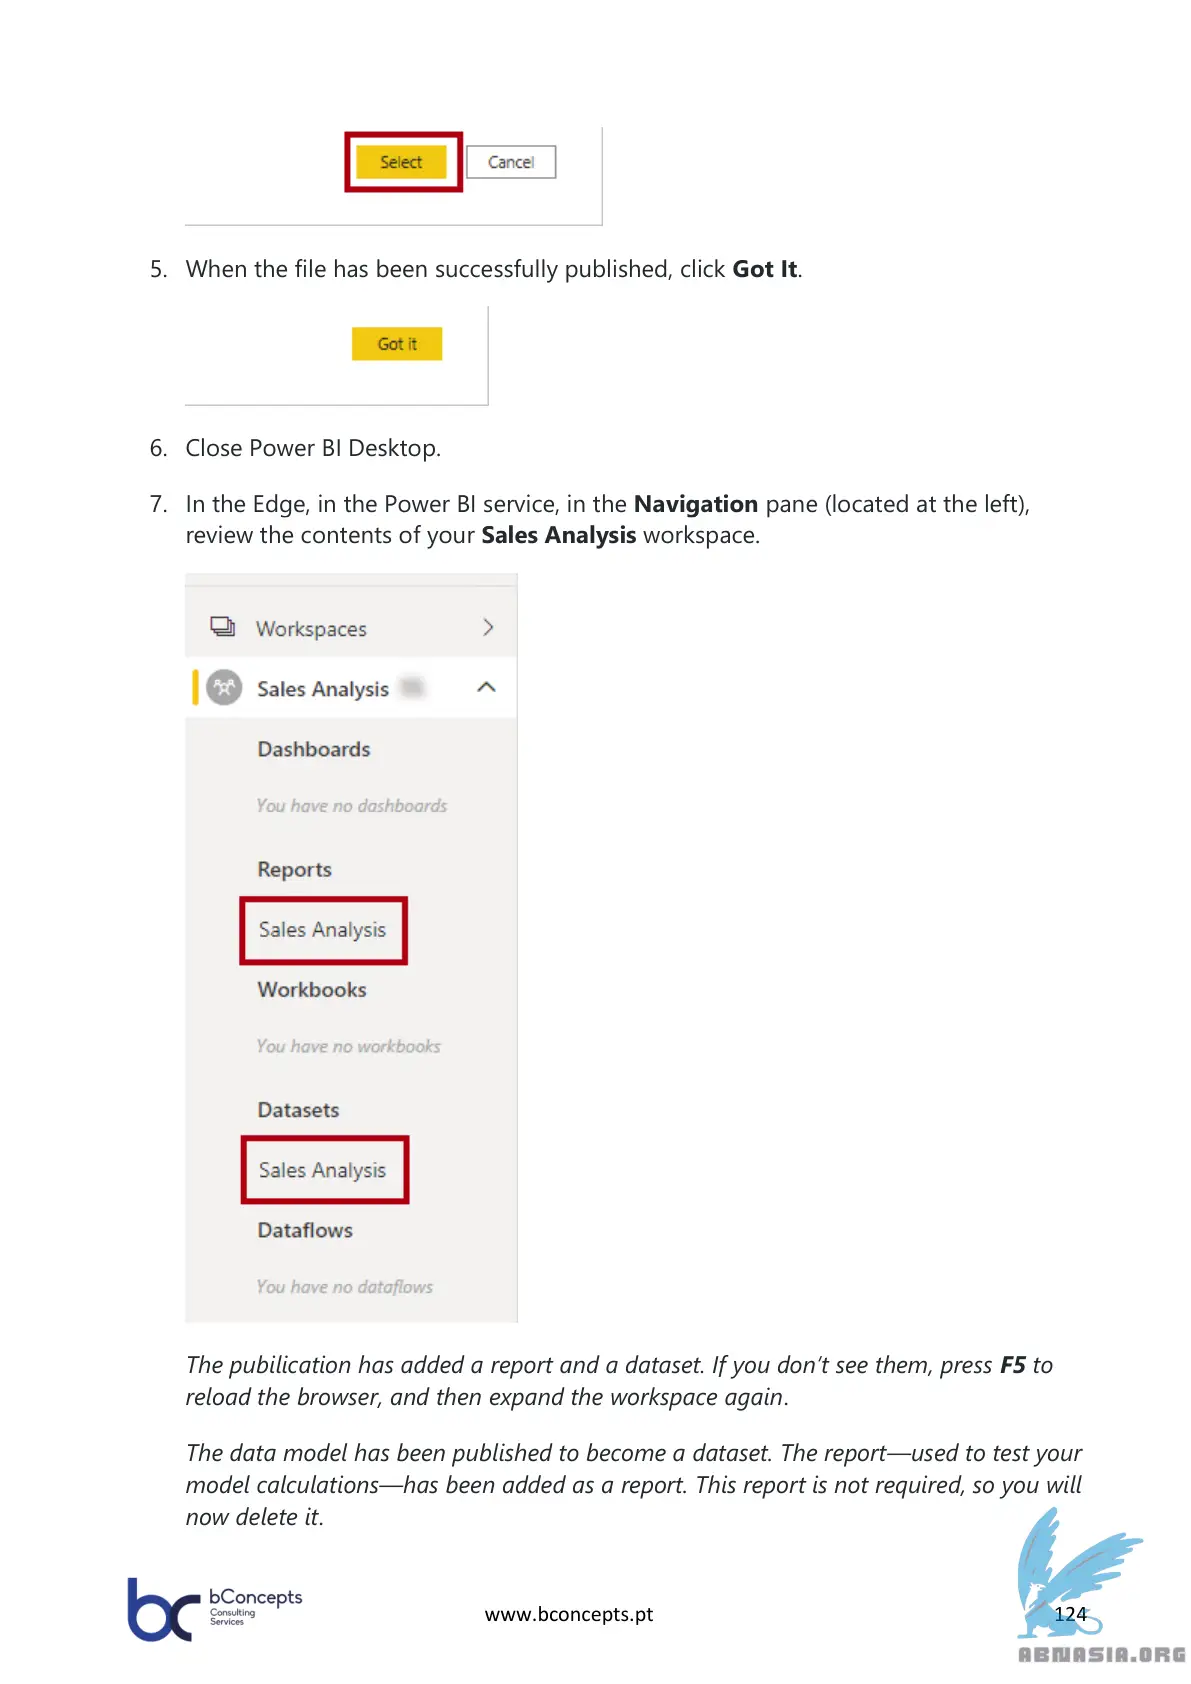 Select
Cancel
5. When the file has been successfully published, click Got It.
Got it
6. Close Power BI Desktop.
7. In the Edge, in the Power BI service, in the Navigation pane (located at the left),
review the contents of your Sales Analysis workspace.
Workspaces
Sales Analysis
Dashboards
You have no dashboards
Reports
Sales Analysis
Workbooks
You have no workbooks
Datasets
Sales Analysis
Dataflows
You have no dataflows
The pubilication has added a report and a dataset. If you don’t see them, press F5 to
reload the browser, and then expand the workspace again.
The data model has been published to become a dataset. The report—used to test your
model calculations—has been added as a report. This report is not required, so you will
now delete it.
bc bConcepts
Consulting
Services
www.bconcepts.pt
124
ABNASIA.ORG